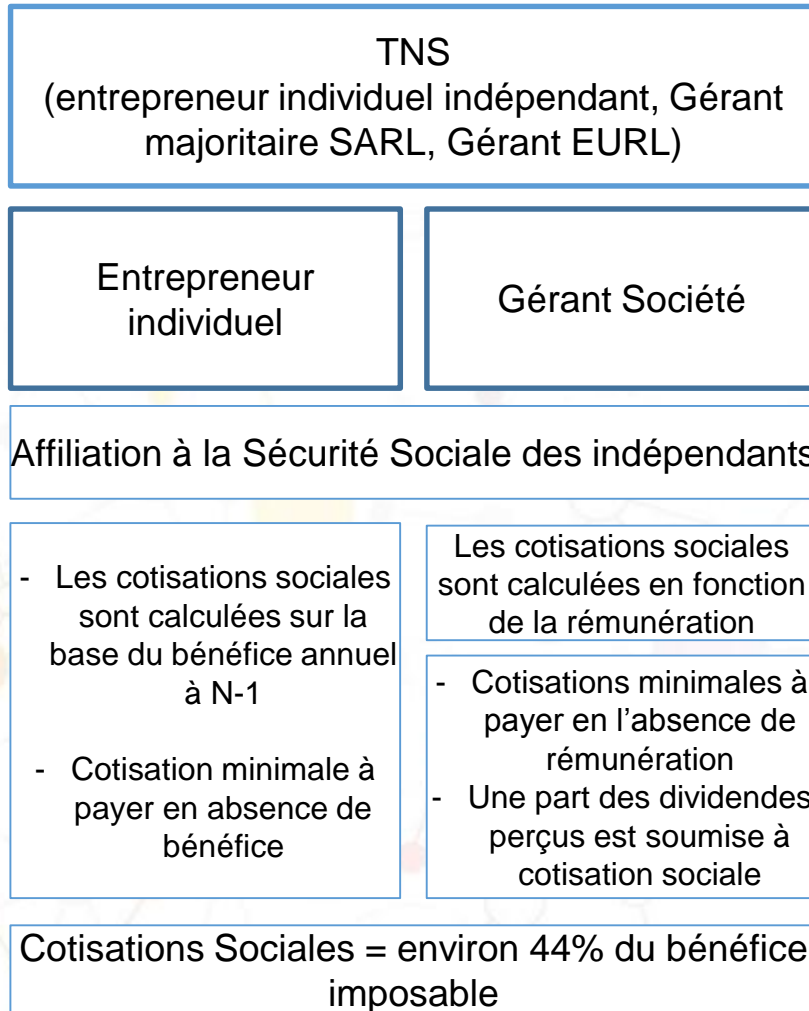 TNS
(entrepreneur individuel indépendant, Gérant
majoritaire SARL, Gérant EURL)
Entrepreneur
individuel
Gérant Société
Affiliation à la Sécurité Sociale des indépendants
- Les cotisations sociales
sont calculées sur la
base du bénéfice annuel
à N-1
- Cotisation minimale à
payer en absence de
bénéfice
Les cotisations sociales
sont calculées en fonction
de la rémunération
- Cotisations minimales à
payer en l’absence de
rémunération
- Une part des dividendes
perçus est soumise à
cotisation sociale
Cotisations Sociales = environ 44% du bénéfice
imposable